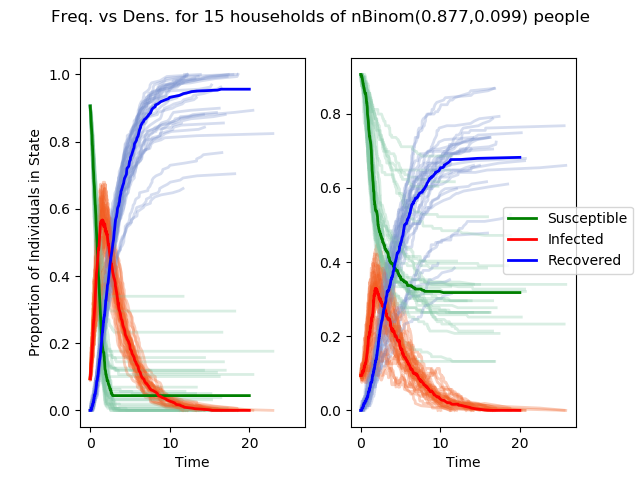 Freq. vs Dens. for 15 households of nBinom(0.877,0.099) people
Proportion of Individuals in State
1.0
0.8
0.6
0.4
0.2
0.0
0
10
20
Time
0.8
0.6
0.4
0.2
0.0
0
10
20
Time
Susceptible
Infected
Recovered